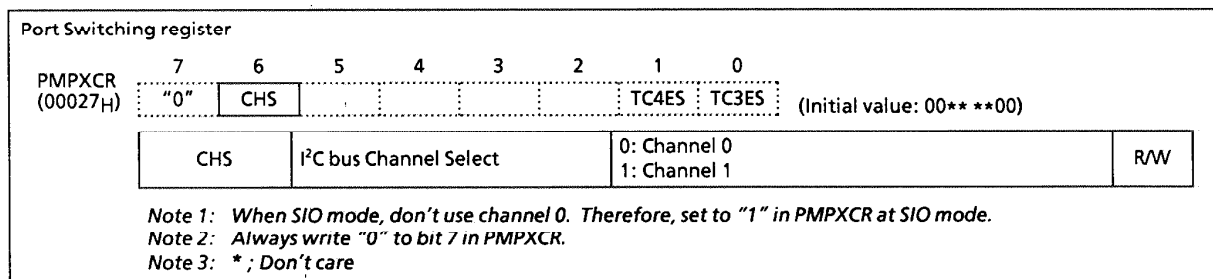 Port Switching register
7 6 5 4 3 2 1 0
PMPXCR
(00027H)
"0" CHS TC4ES TC3ES (Initial value: 00** **00)
CHS I²C bus Channel Select 0: Channel 0 R/W
1: Channel 1
Note 1: When SIO mode, don't use channel 0. Therefore, set to "1" in PMPXCR at SIO mode.
Note 2: Always write "0" to bit 7 in PMPXCR.
Note 3: * ; Don't care